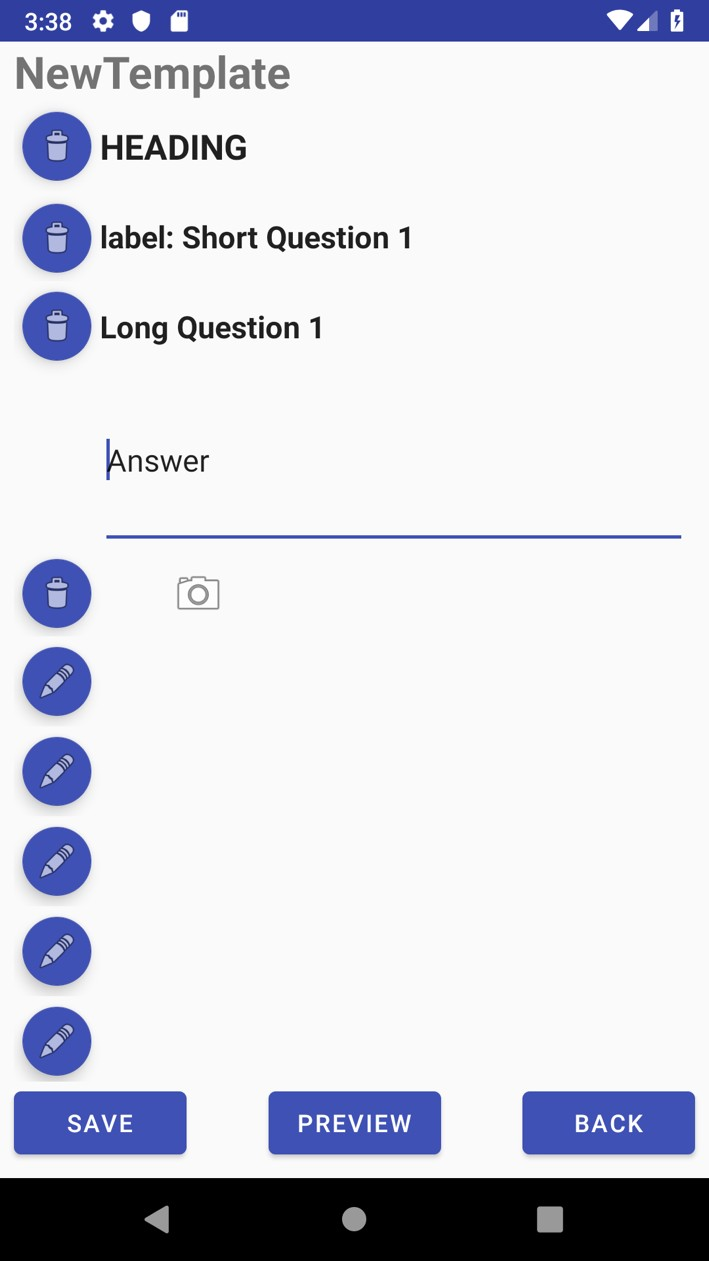 3:38
NewTemplate
HEADING
label: Short Question 1
Long Question 1
Answer
SAVE PREVIEW BACK